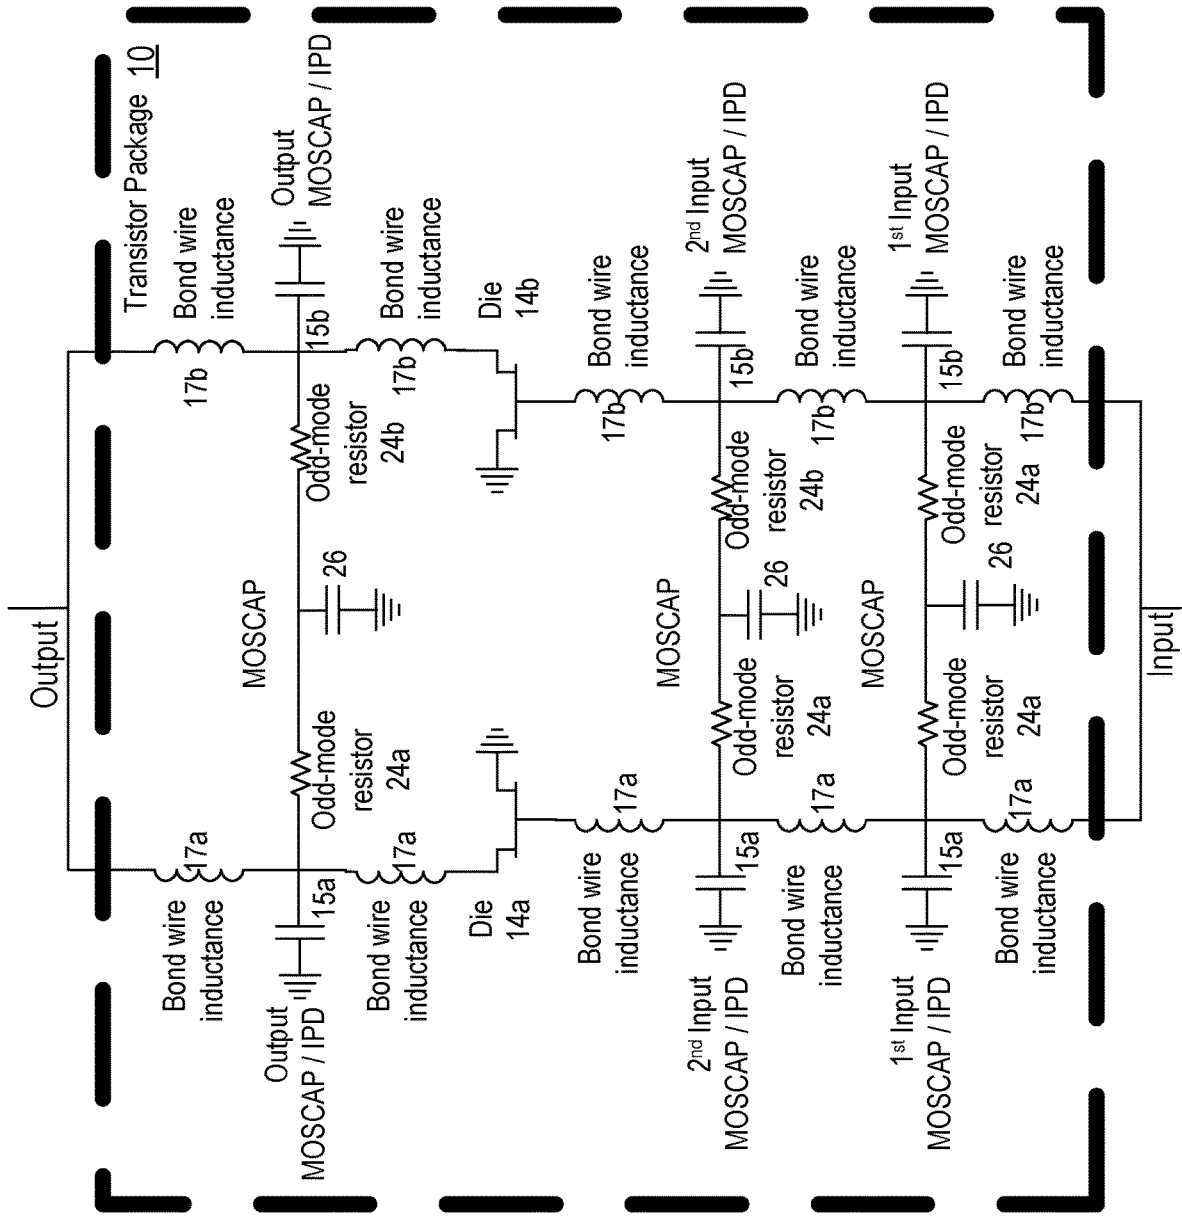 Output
Transistor Package 10
Bond wire
inductance
17a
17b
Bond wire
inductance
Output
MOSCAP / IPD
15a
Odd-mode
resistor
24a
MOSCAP
26
Odd-mode
resistor
24b
15b
Output
MOSCAP / IPD
Bond wire
inductance
17a
17b
Bond wire
inductance
Die
14a
Die
14b
Bond wire
inductance
17a
17b
Bond wire
inductance
2nd Input
MOSCAP / IPD
15a
Odd-mode
resistor
24a
MOSCAP
26
Odd-mode
resistor
24b
15b
2nd Input
MOSCAP / IPD
Bond wire
inductance
17a
17b
Bond wire
inductance
1st Input
MOSCAP / IPD
15a
Odd-mode
resistor
24a
MOSCAP
26
Odd-mode
resistor
24a
15b
1st Input
MOSCAP / IPD
Bond wire
inductance
17a
17b
Bond wire
inductance
Input